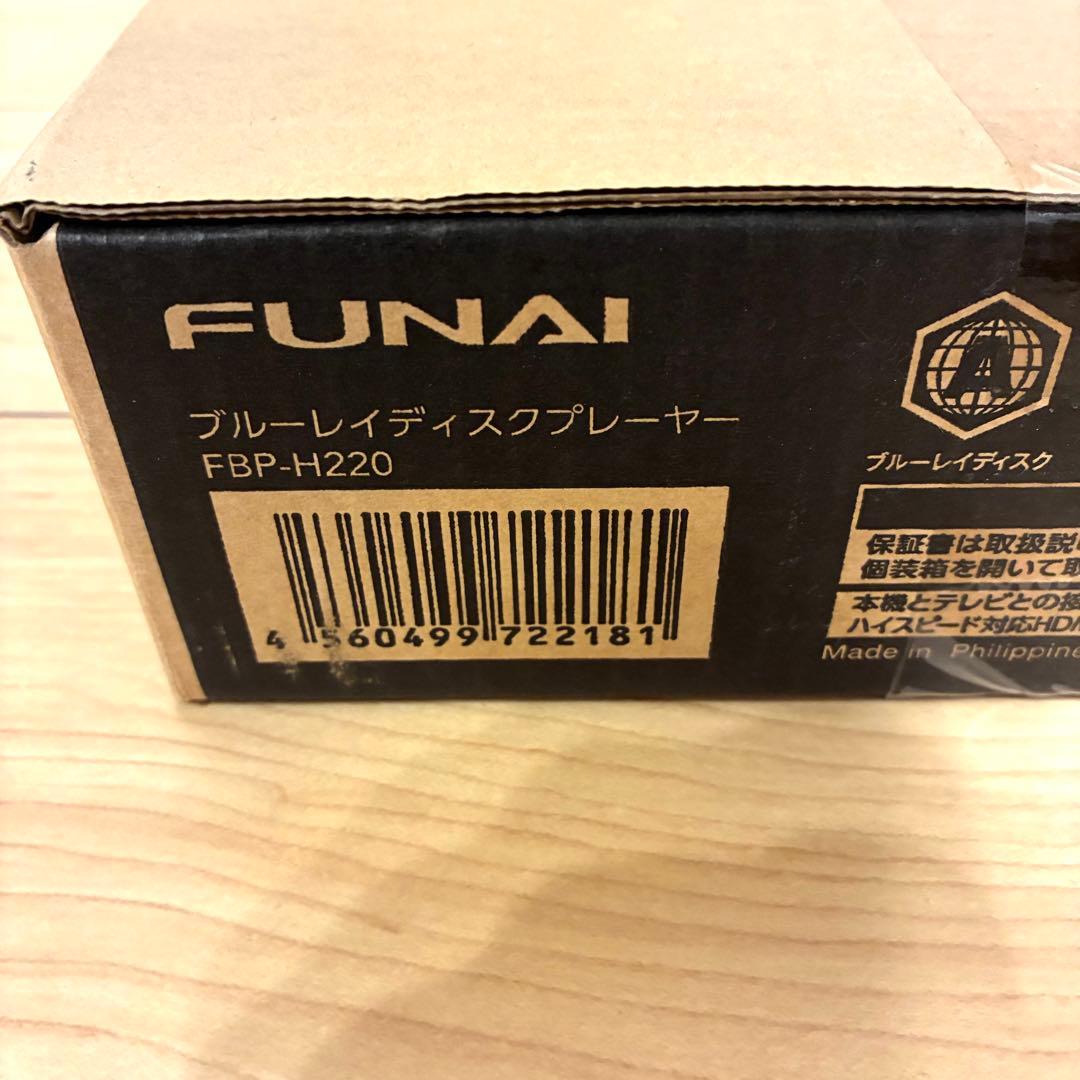 FUNAI
ブルーレイディスクプレーヤー
FBP-H220
4 560499 722181
A
ブルーレイディスク
保証書は取扱説
個装箱を開いて取
本機とテレビとの接
ハイスピード対応HD
Made in Philippine